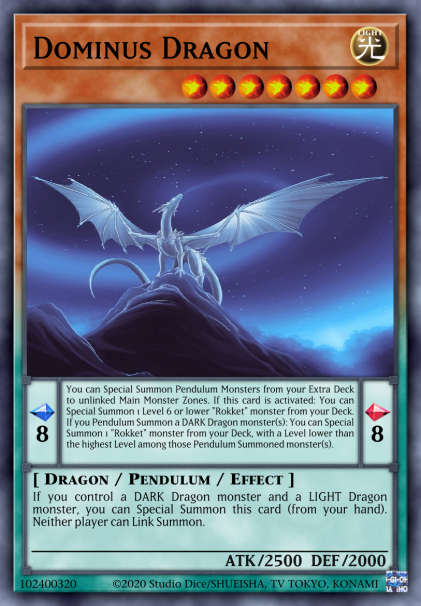 DOMINUS DRAGON
LIGHT
光
You can Special Summon Pendulum Monsters from your Extra Deck
to unlinked Main Monster Zones. If this card is activated: You can
Special Summon 1 Level 6 or lower "Rokket" monster from your Deck.
If you Pendulum Summon a DARK Dragon monster(s): You can Special
Summon 1 "Rokket" monster from your Deck, with a Level lower than
the highest Level among those Pendulum Summoned monster(s).
8
8
[ DRAGON / PENDULUM / EFFECT ]
If you control a DARK Dragon monster and a LIGHT Dragon
monster, you can Special Summon this card (from your hand).
Neither player can Link Summon.
ATK/2500 DEF/2000
102400320 ©2020 Studio Dice/SHUEISHA, TV TOKYO, KONAMI